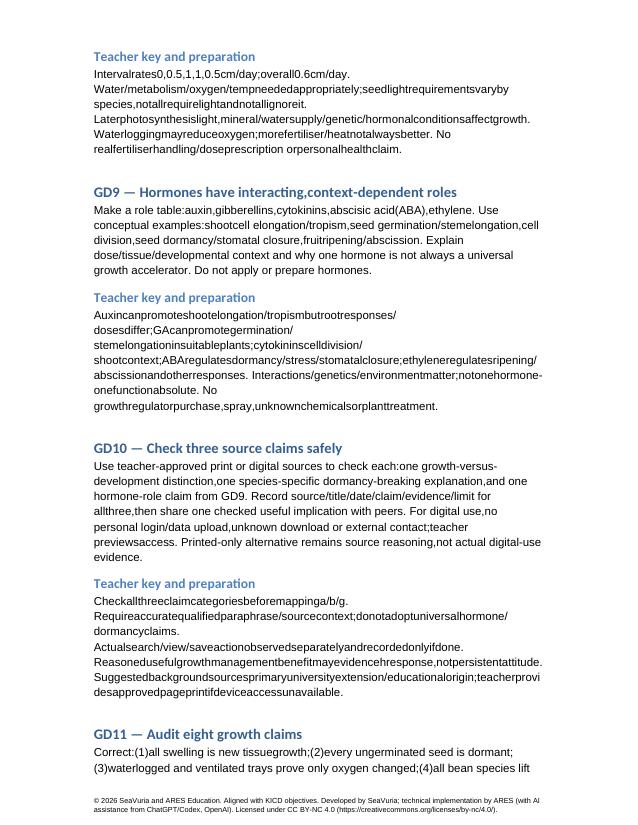 Teacher key and preparation
Intervalrates0,0.5,1,1,0.5cm/day;overall0.6cm/day.
Water/metabolism/oxygen/tempneededappropriately;seedlightrequirementsvaryby
species,notallrequirelightandnotallignoreit.
Laterphotosynthesislight,mineral/watersupply/genetic/hormonalconditionsaffectgrowth.
Waterloggingmayreduceoxygen;morefertiliser/heatnotalwaysbetter. No
realfertiliserhandling/doseprescription orpersonalhealthclaim.
GD9 — Hormones have interacting,context-dependent roles
Make a role table:auxin,gibberellins,cytokinins,abscisic acid(ABA),ethylene. Use
conceptual examples:shootcell elongation/tropism,seed germination/stemelongation,cell
division,seed dormancy/stomatal closure,fruitripening/abscission. Explain
dose/tissue/developmental context and why one hormone is not always a universal
growth accelerator. Do not apply or prepare hormones.
Teacher key and preparation
Auxincanpromoteshootelongation/tropismbutrootresponses/
dosesdiffer;GAcanpromotegermination/
stemelongationinsuitableplants;cytokininscelldivision/
shootcontext;ABAregulatesdormancy/stress/stomatalclosure;ethyleneregulatesripening/
abscissionandotherresponses. Interactions/genetics/environmentmatter;notonehormone-
onefunctionabsolute. No
growthregulatorpurchase,spray,unknownchemicalsorplanttreatment.
GD10 — Check three source claims safely
Use teacher-approved print or digital sources to check each:one growth-versus-
development distinction,one species-specific dormancy-breaking explanation,and one
hormone-role claim from GD9. Record source/title/date/claim/evidence/limit for
allthree,then share one checked useful implication with peers. For digital use,no
personal login/data upload,unknown download or external contact;teacher
previewsaccess. Printed-only alternative remains source reasoning,not actual digital-use
evidence.
Teacher key and preparation
Checkallthreeclaimcategoriesbeforemappinga/b/g.
Requireaccuratequalifiedparaphrase/sourcecontext;donotadoptuniversalhormone/
dormancyclaims.
Actualsearch/view/saveactionobservedseparatelyandrecordedonlyifdone.
Reasonedusefulgrowthmanagementbenefitmayevidencehresponse,notpersistentattitude.
Suggestedbackgroundsourcesprimaryuniversityextension/educationalorigin;teacherprovi
desapprovedpageprintifdeviceaccessunavailable.
GD11 — Audit eight growth claims
Correct:(1)all swelling is new tissuegrowth;(2)every ungerminated seed is dormant;
(3)waterlogged and ventilated trays prove only oxygen changed;(4)all bean species lift
© 2026 SeaVuria and ARES Education. Aligned with KICD objectives. Developed by SeaVuria; technical implementation by ARES (with AI
assistance from ChatGPT/Codex, OpenAI). Licensed under CC BY-NC 4.0 (https://creativecommons.org/licenses/by-nc/4.0/).